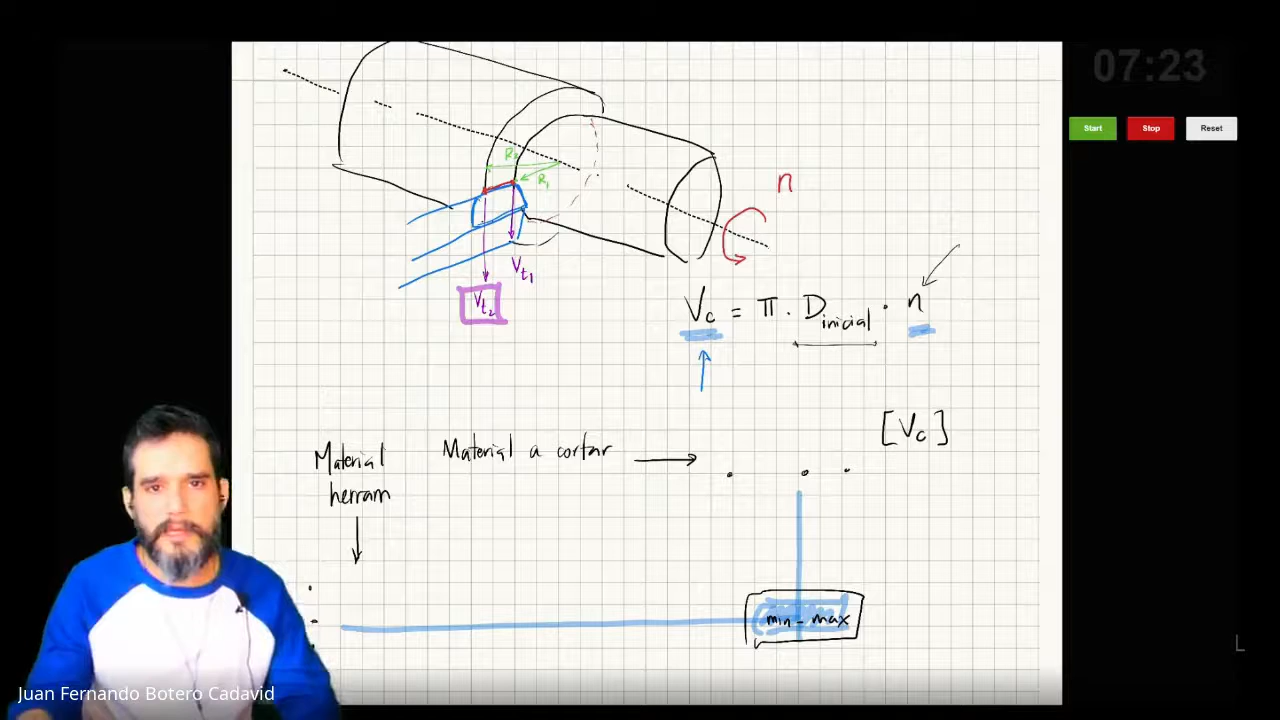 07:23
Start Stop Reset
R2
R1
n
Vt1
Vt2
Vc = π · Dinicial · n
[Vc]
Material a cortar
Material
herram
min - max
Juan Fernando Botero Cadavid